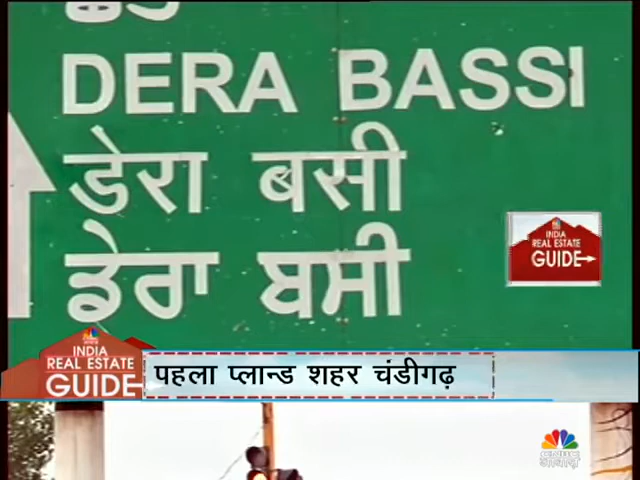 DERA BASSI
डेरा बसी
ਡੇਰਾ ਬਸੀ
INDIA
REAL ESTATE
GUIDE
INDIA
REAL ESTATE
GUIDE
पहला प्लान्ड शहर चंडीगढ़